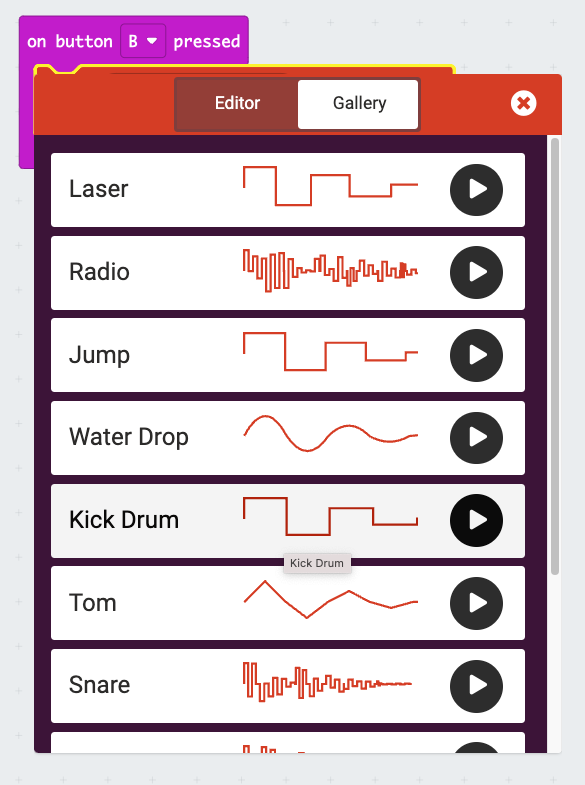 on button B pressed
Editor
Gallery
Laser
Radio
Jump
Water Drop
Kick Drum
Kick Drum
Tom
Snare